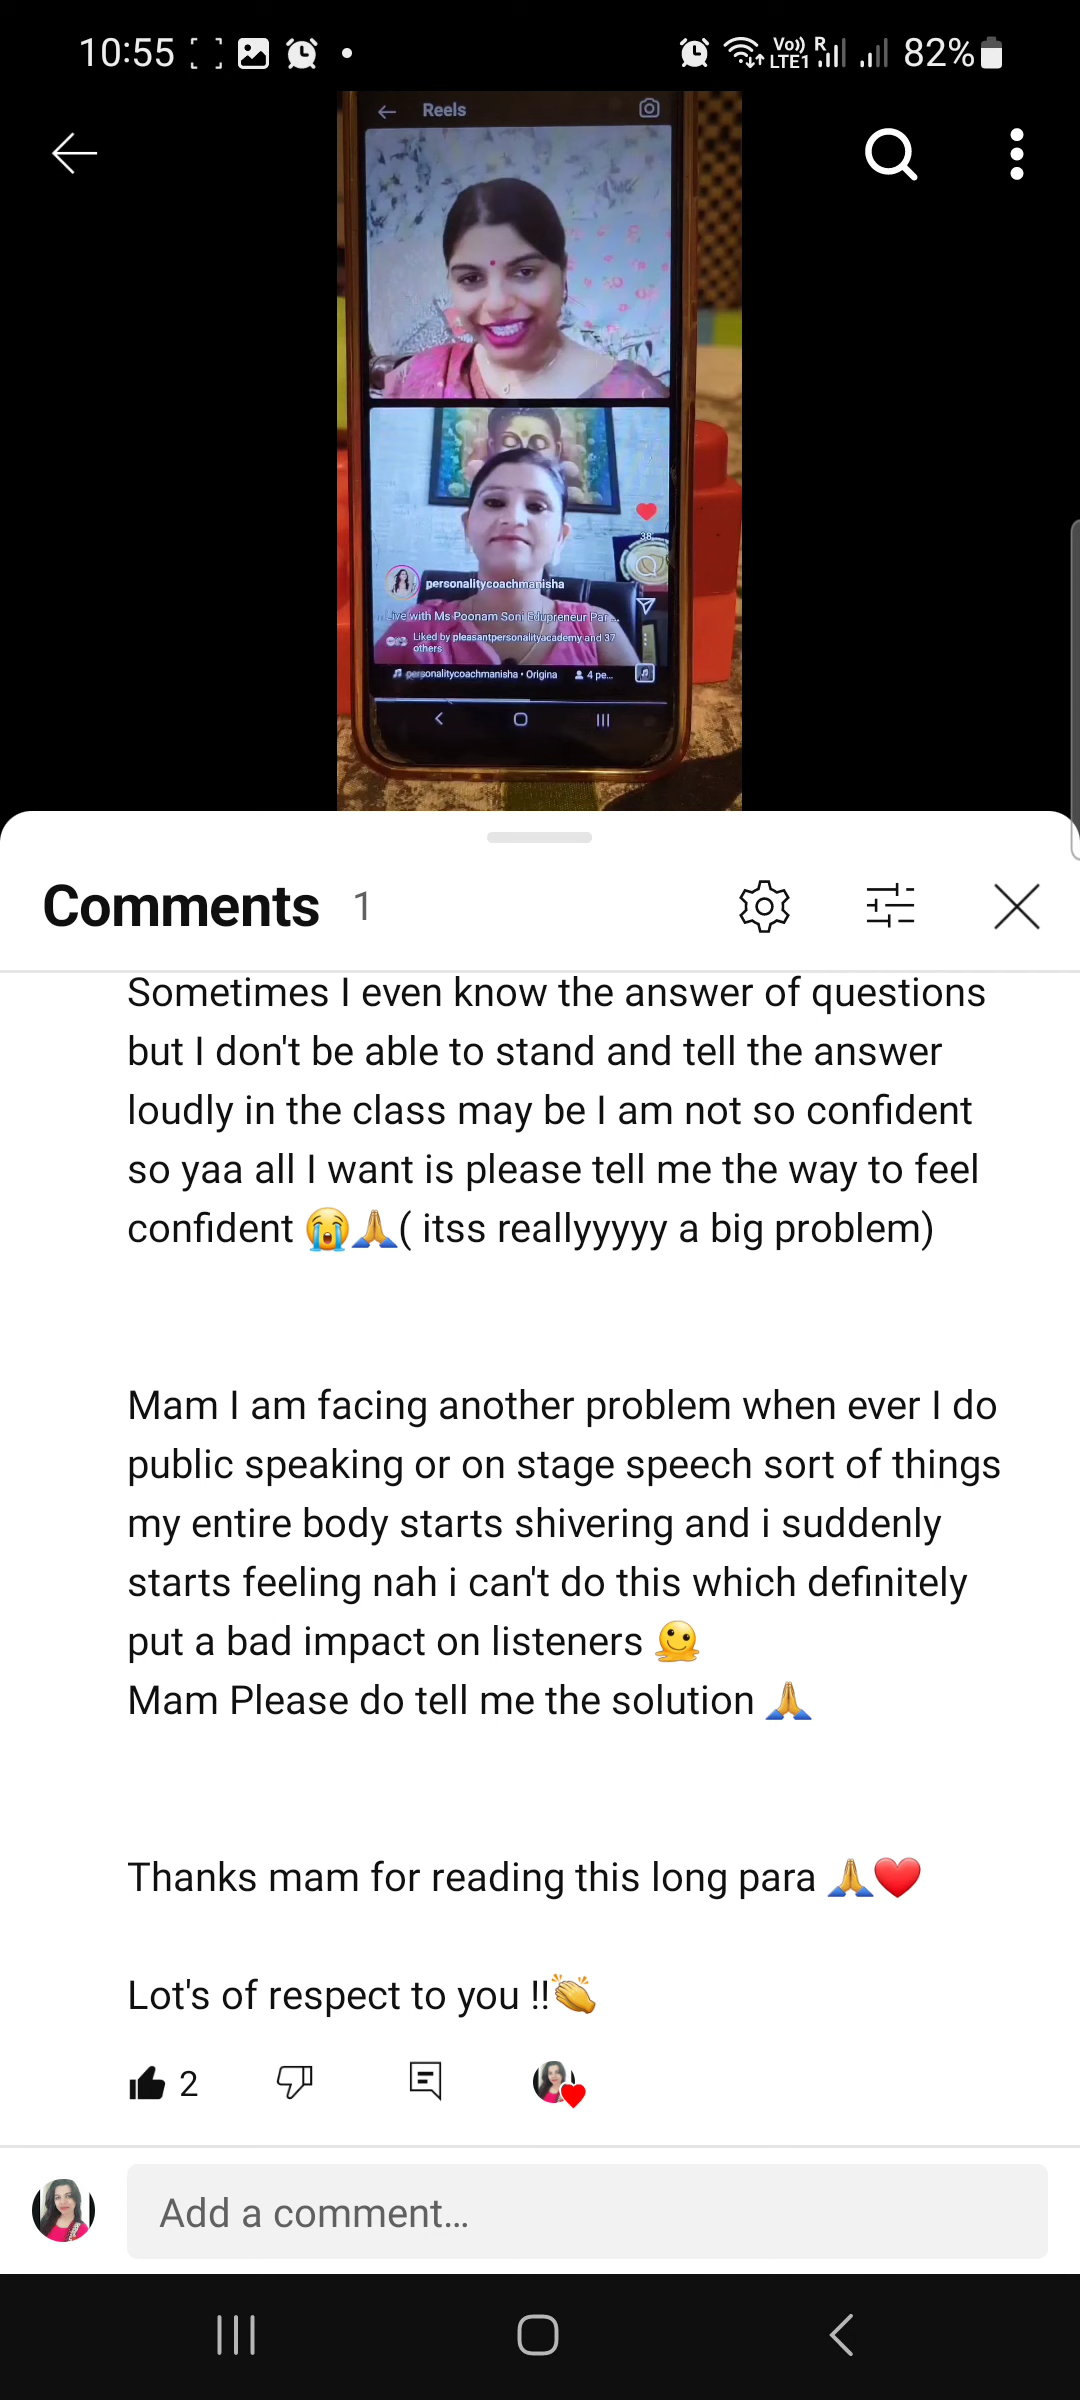 10:55
Vo)) R
LTE1
82%
Reels
38
personalitycoachmanisha
Live with Ms Poonam Soni Edupreneur Par...
Liked by pleasantpersonalityacademy and 37
others
personalitycoachmanisha • Origina
4 pe...
Comments 1
Sometimes I even know the answer of questions
but I don't be able to stand and tell the answer
loudly in the class may be I am not so confident
so yaa all I want is please tell me the way to feel
confident 😭🙏( itss reallyyyyy a big problem)
Mam I am facing another problem when ever I do
public speaking or on stage speech sort of things
my entire body starts shivering and i suddenly
starts feeling nah i can't do this which definitely
put a bad impact on listeners 🫠
Mam Please do tell me the solution 🙏
Thanks mam for reading this long para 🙏❤️
Lot's of respect to you !!👏
2
Add a comment...